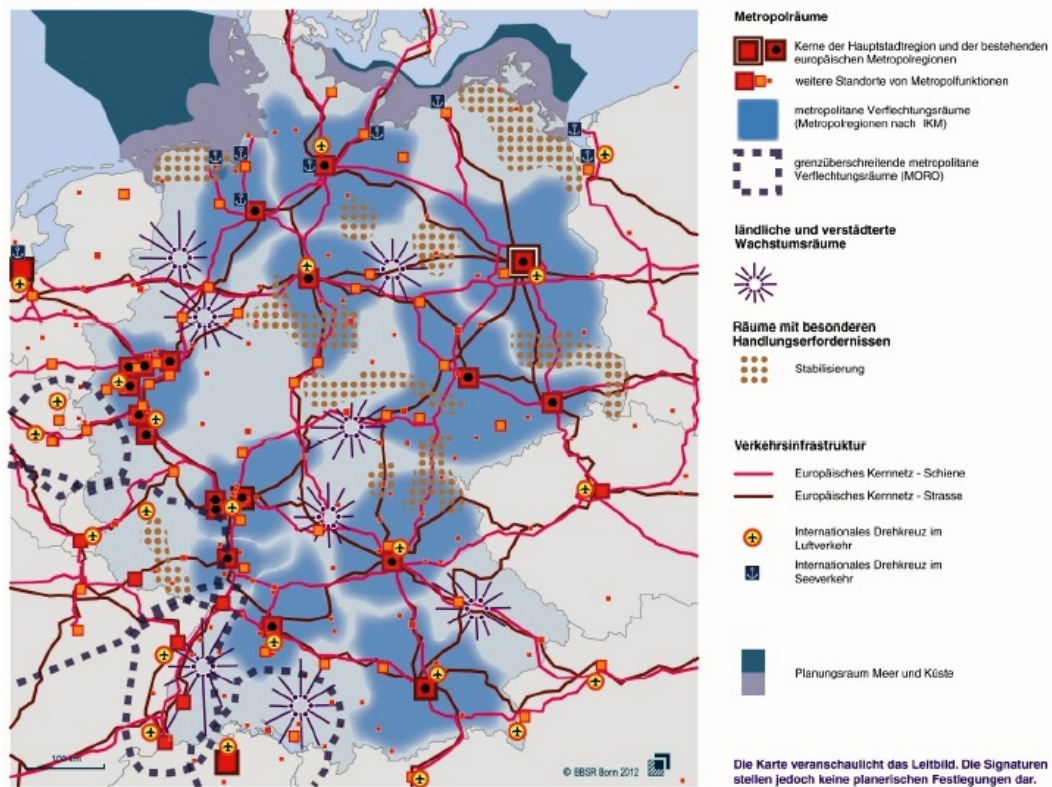 Metropolräume
Kerne der Hauptstadtregion und der bestehenden
europäischen Metropolregionen
weitere Standorte von Metropolfunktionen
metropolitane Verflechtungsräume
(Metropolregionen nach IKM)
grenzüberschreitende metropolitane
Verflechtungsräume (MORO)
ländliche und verstädterte
Wachstumsräume
Räume mit besonderen
Handlungserfordernissen
Stabilisierung
Verkehrsinfrastruktur
Europäisches Kernnetz - Schiene
Europäisches Kernnetz - Strasse
Internationales Drehkreuz im
Luftverkehr
Internationales Drehkreuz im
Seeverkehr
Planungsraum Meer und Küste
100 km
© BBSR Bonn 2012
Die Karte veranschaulicht das Leitbild. Die Signaturen
stellen jedoch keine planerischen Festlegungen dar.